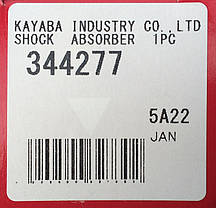 KAYABA INDUSTRY CO.,LTD
SHOCK ABSORBER 1PC
344277
5A22
JAN